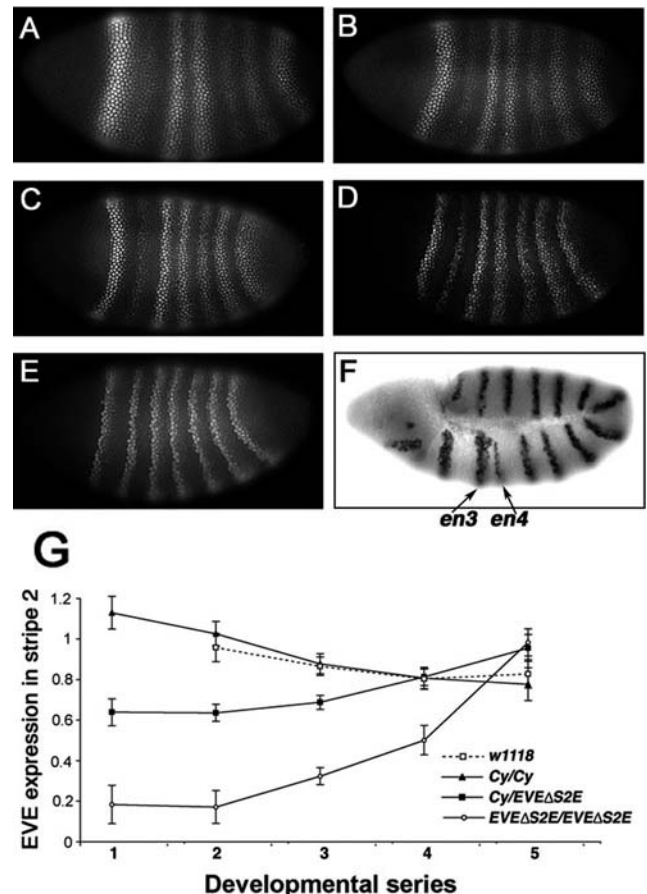 A
B
C
D
E
F
en3
en4
G
EVE expression in stripe 2
1.2
1
0.8
0.6
0.4
0.2
0
w1118
Cy/Cy
Cy/EVEΔS2E
EVEΔS2E/EVEΔS2E
1
2
3
4
5
Developmental series